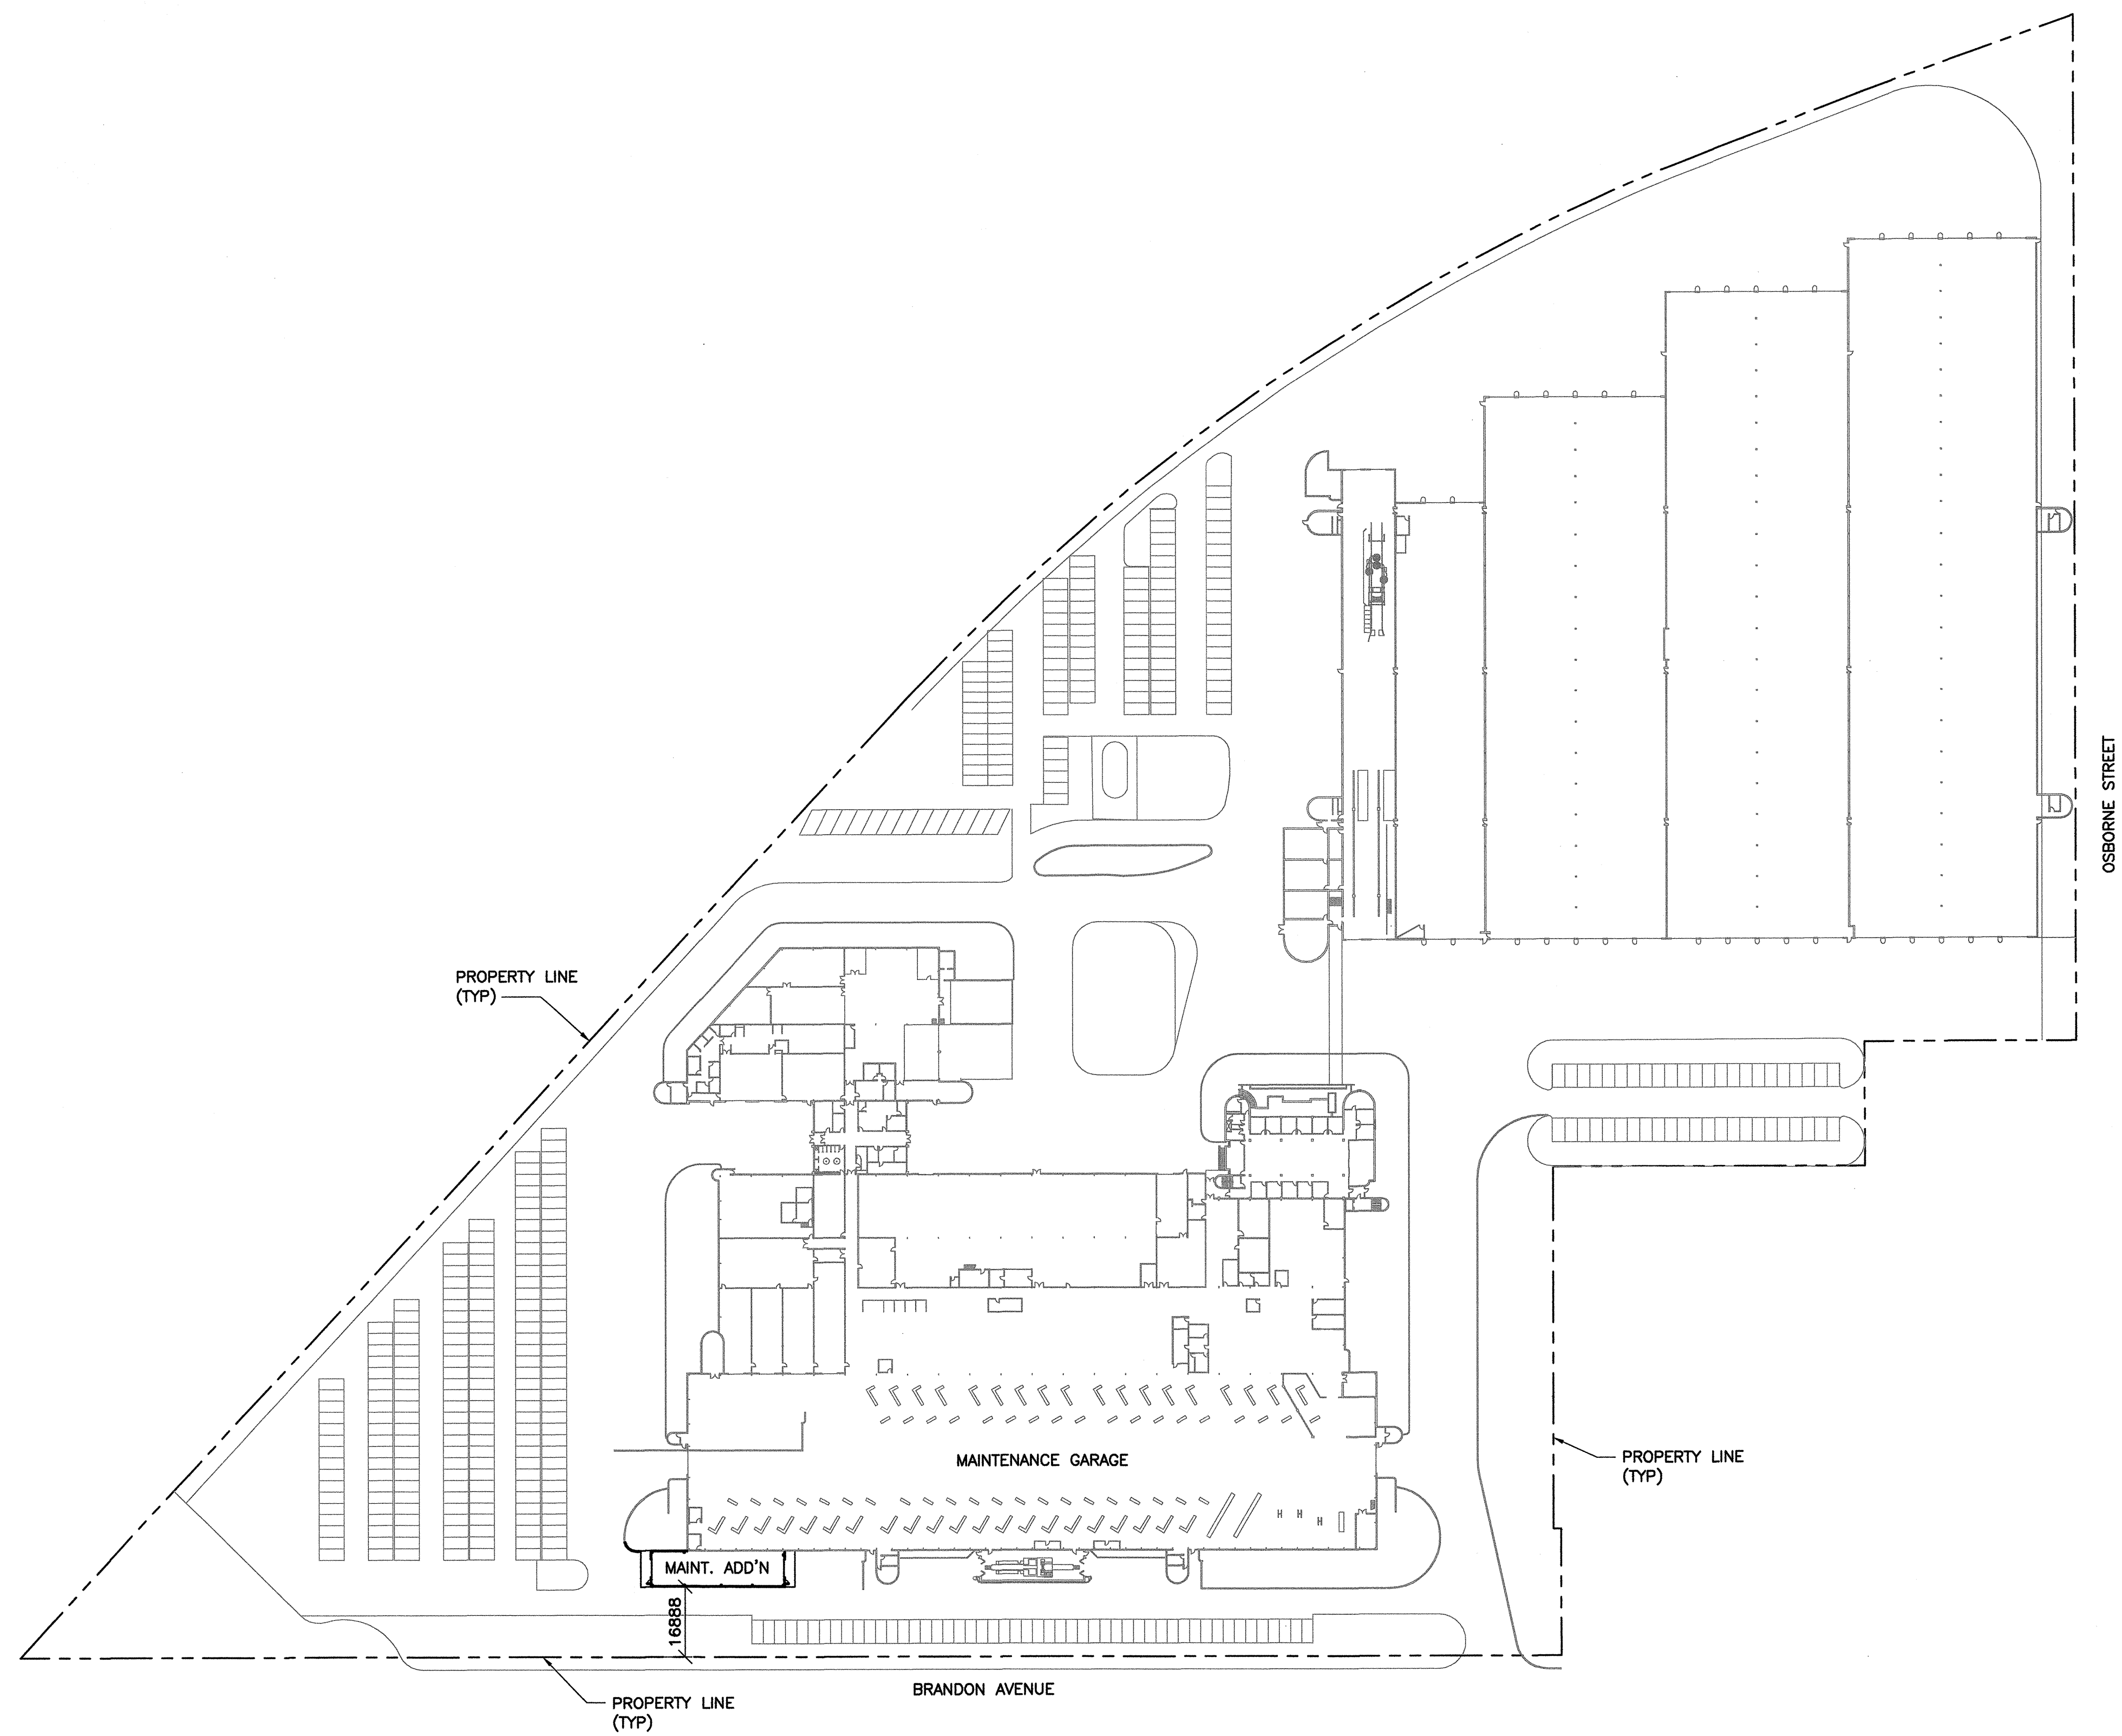 OSBORNE STREET
PROPERTY LINE
(TYP)
MAINTENANCE GARAGE
PROPERTY LINE
(TYP)
MAINT. ADD'N
16888
BRANDON AVENUE
PROPERTY LINE
(TYP)